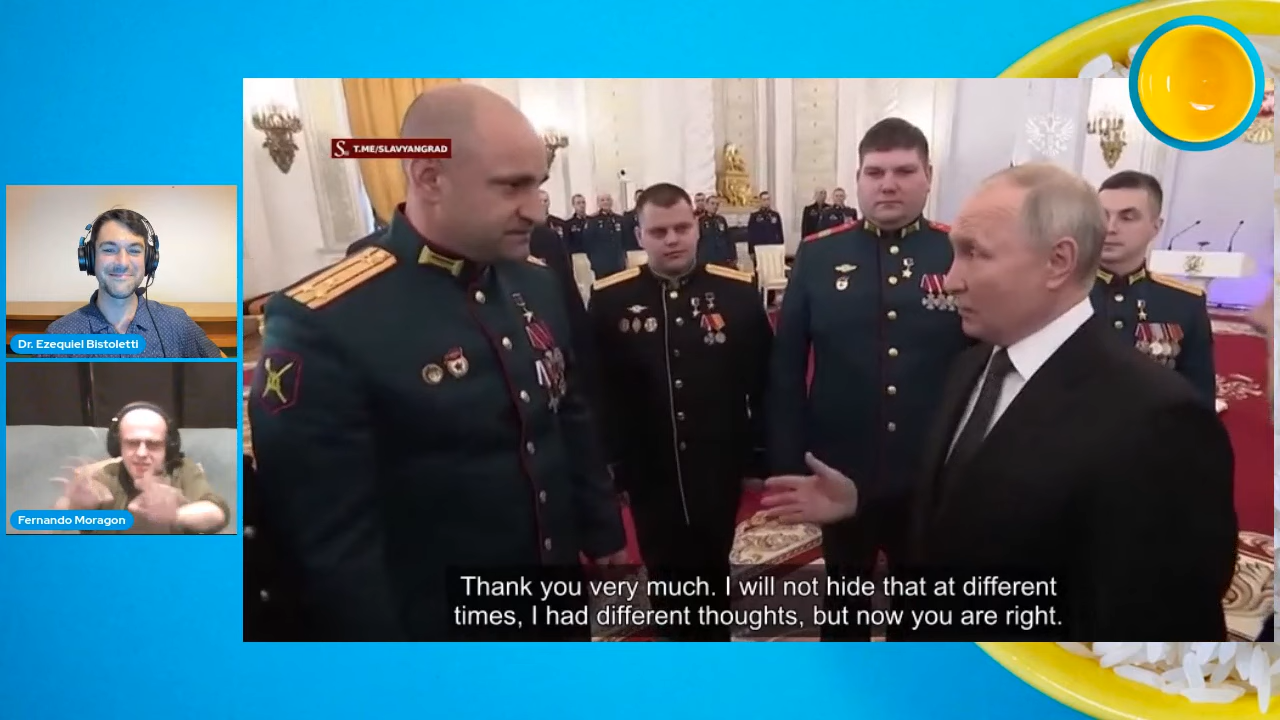 T.ME/SLAVYANGRAD
Dr. Ezequiel Bistoletti
Fernando Moragon
Thank you very much. I will not hide that at different
times, I had different thoughts, but now you are right.